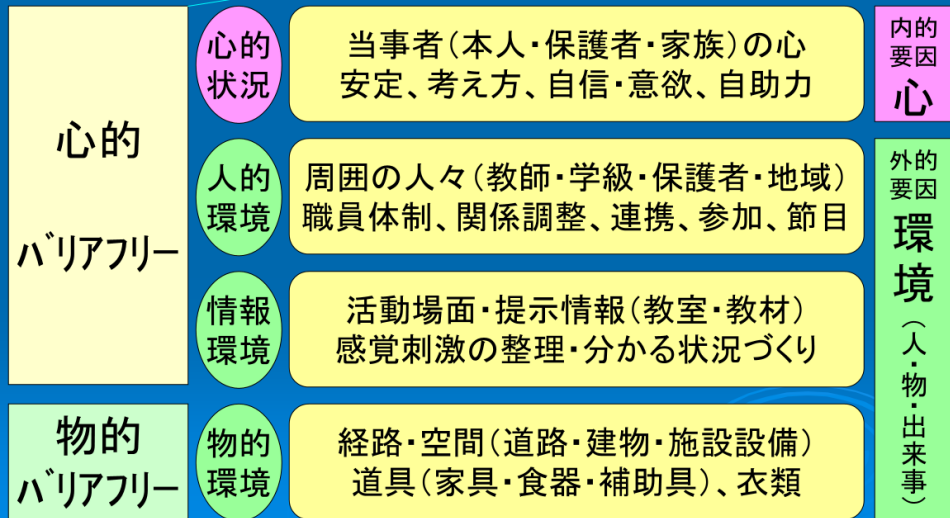 心的
バリアフリー
心的
状況
当事者（本人・保護者・家族）の心
安定、考え方、自信・意欲、自助力
人的
環境
周囲の人々（教師・学級・保護者・地域）
職員体制、関係調整、連携、参加、節目
情報
環境
活動場面・提示情報（教室・教材）
感覚刺激の整理・分かる状況づくり
物的
バリアフリー
物的
環境
経路・空間（道路・建物・施設設備）
道具（家具・食器・補助具）、衣類
内的
要因
心
外的
要因
環境
（人・物・出来事）